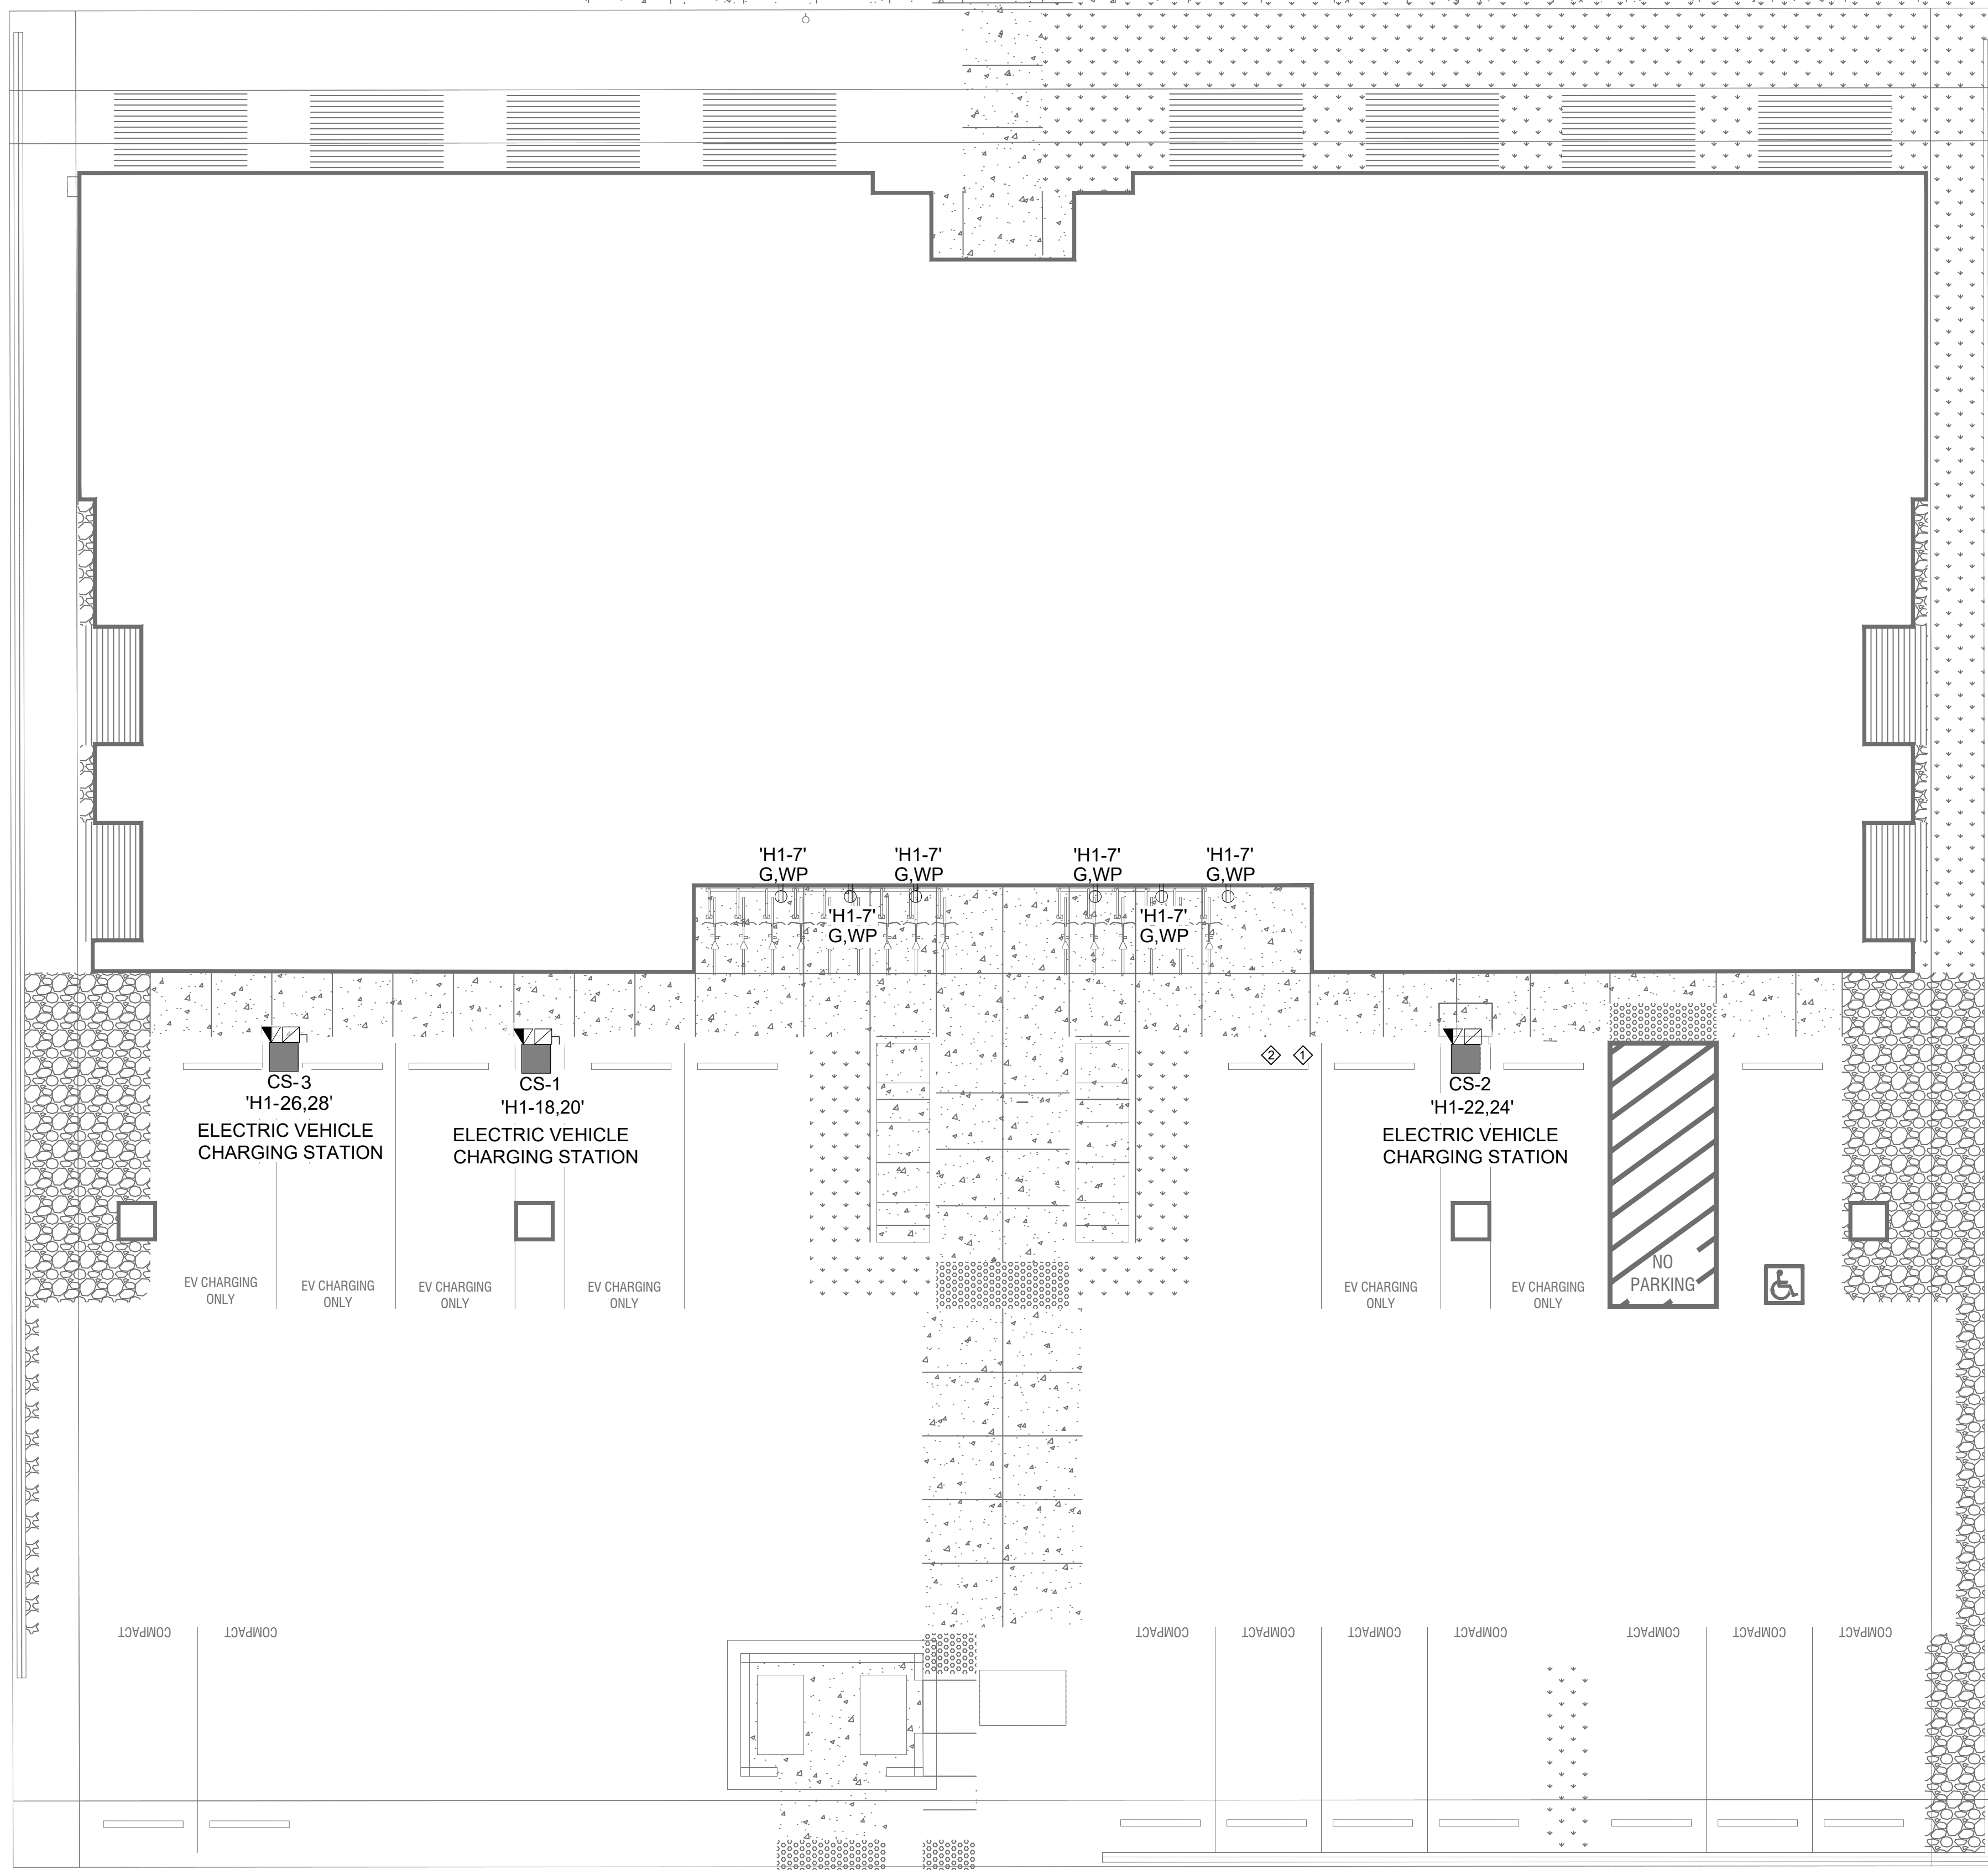 'H1-7'
G,WP
'H1-7'
G,WP
'H1-7'
G,WP
'H1-7'
G,WP
'H1-7'
G,WP
'H1-7'
G,WP
2
1
CS-3
'H1-26,28'
ELECTRIC VEHICLE
CHARGING STATION
CS-1
'H1-18,20'
ELECTRIC VEHICLE
CHARGING STATION
CS-2
'H1-22,24'
ELECTRIC VEHICLE
CHARGING STATION
EV CHARGING
ONLY
EV CHARGING
ONLY
EV CHARGING
ONLY
EV CHARGING
ONLY
EV CHARGING
ONLY
EV CHARGING
ONLY
NO
PARKING
COMPACT
COMPACT
COMPACT
COMPACT
COMPACT
COMPACT
COMPACT
COMPACT
COMPACT